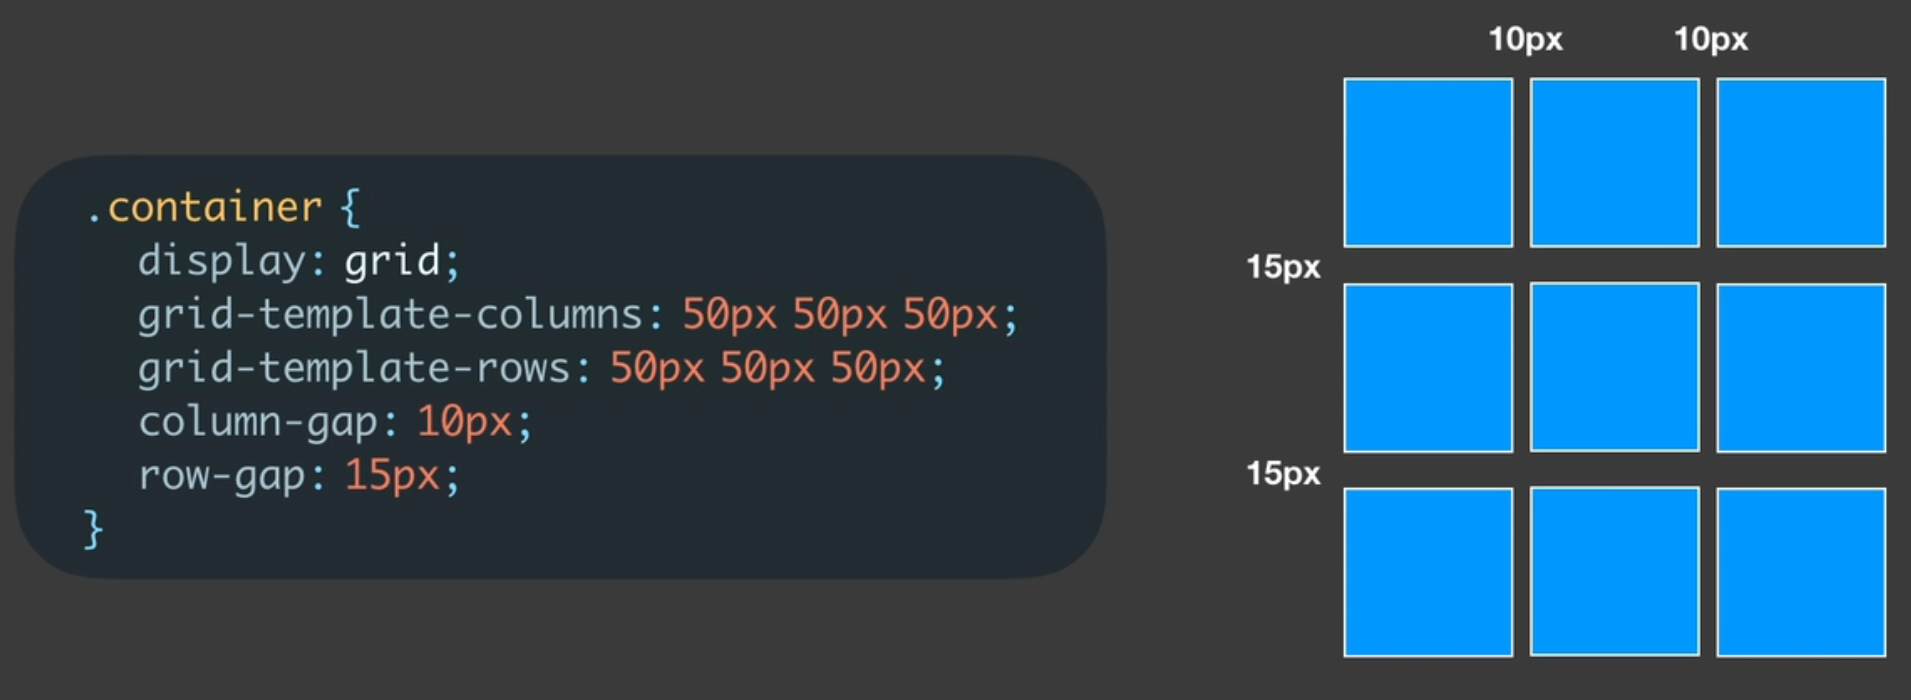 .container {
display: grid;
grid-template-columns: 50px 50px 50px;
grid-template-rows: 50px 50px 50px;
column-gap: 10px;
row-gap: 15px;
}
10px 10px
15px
15px